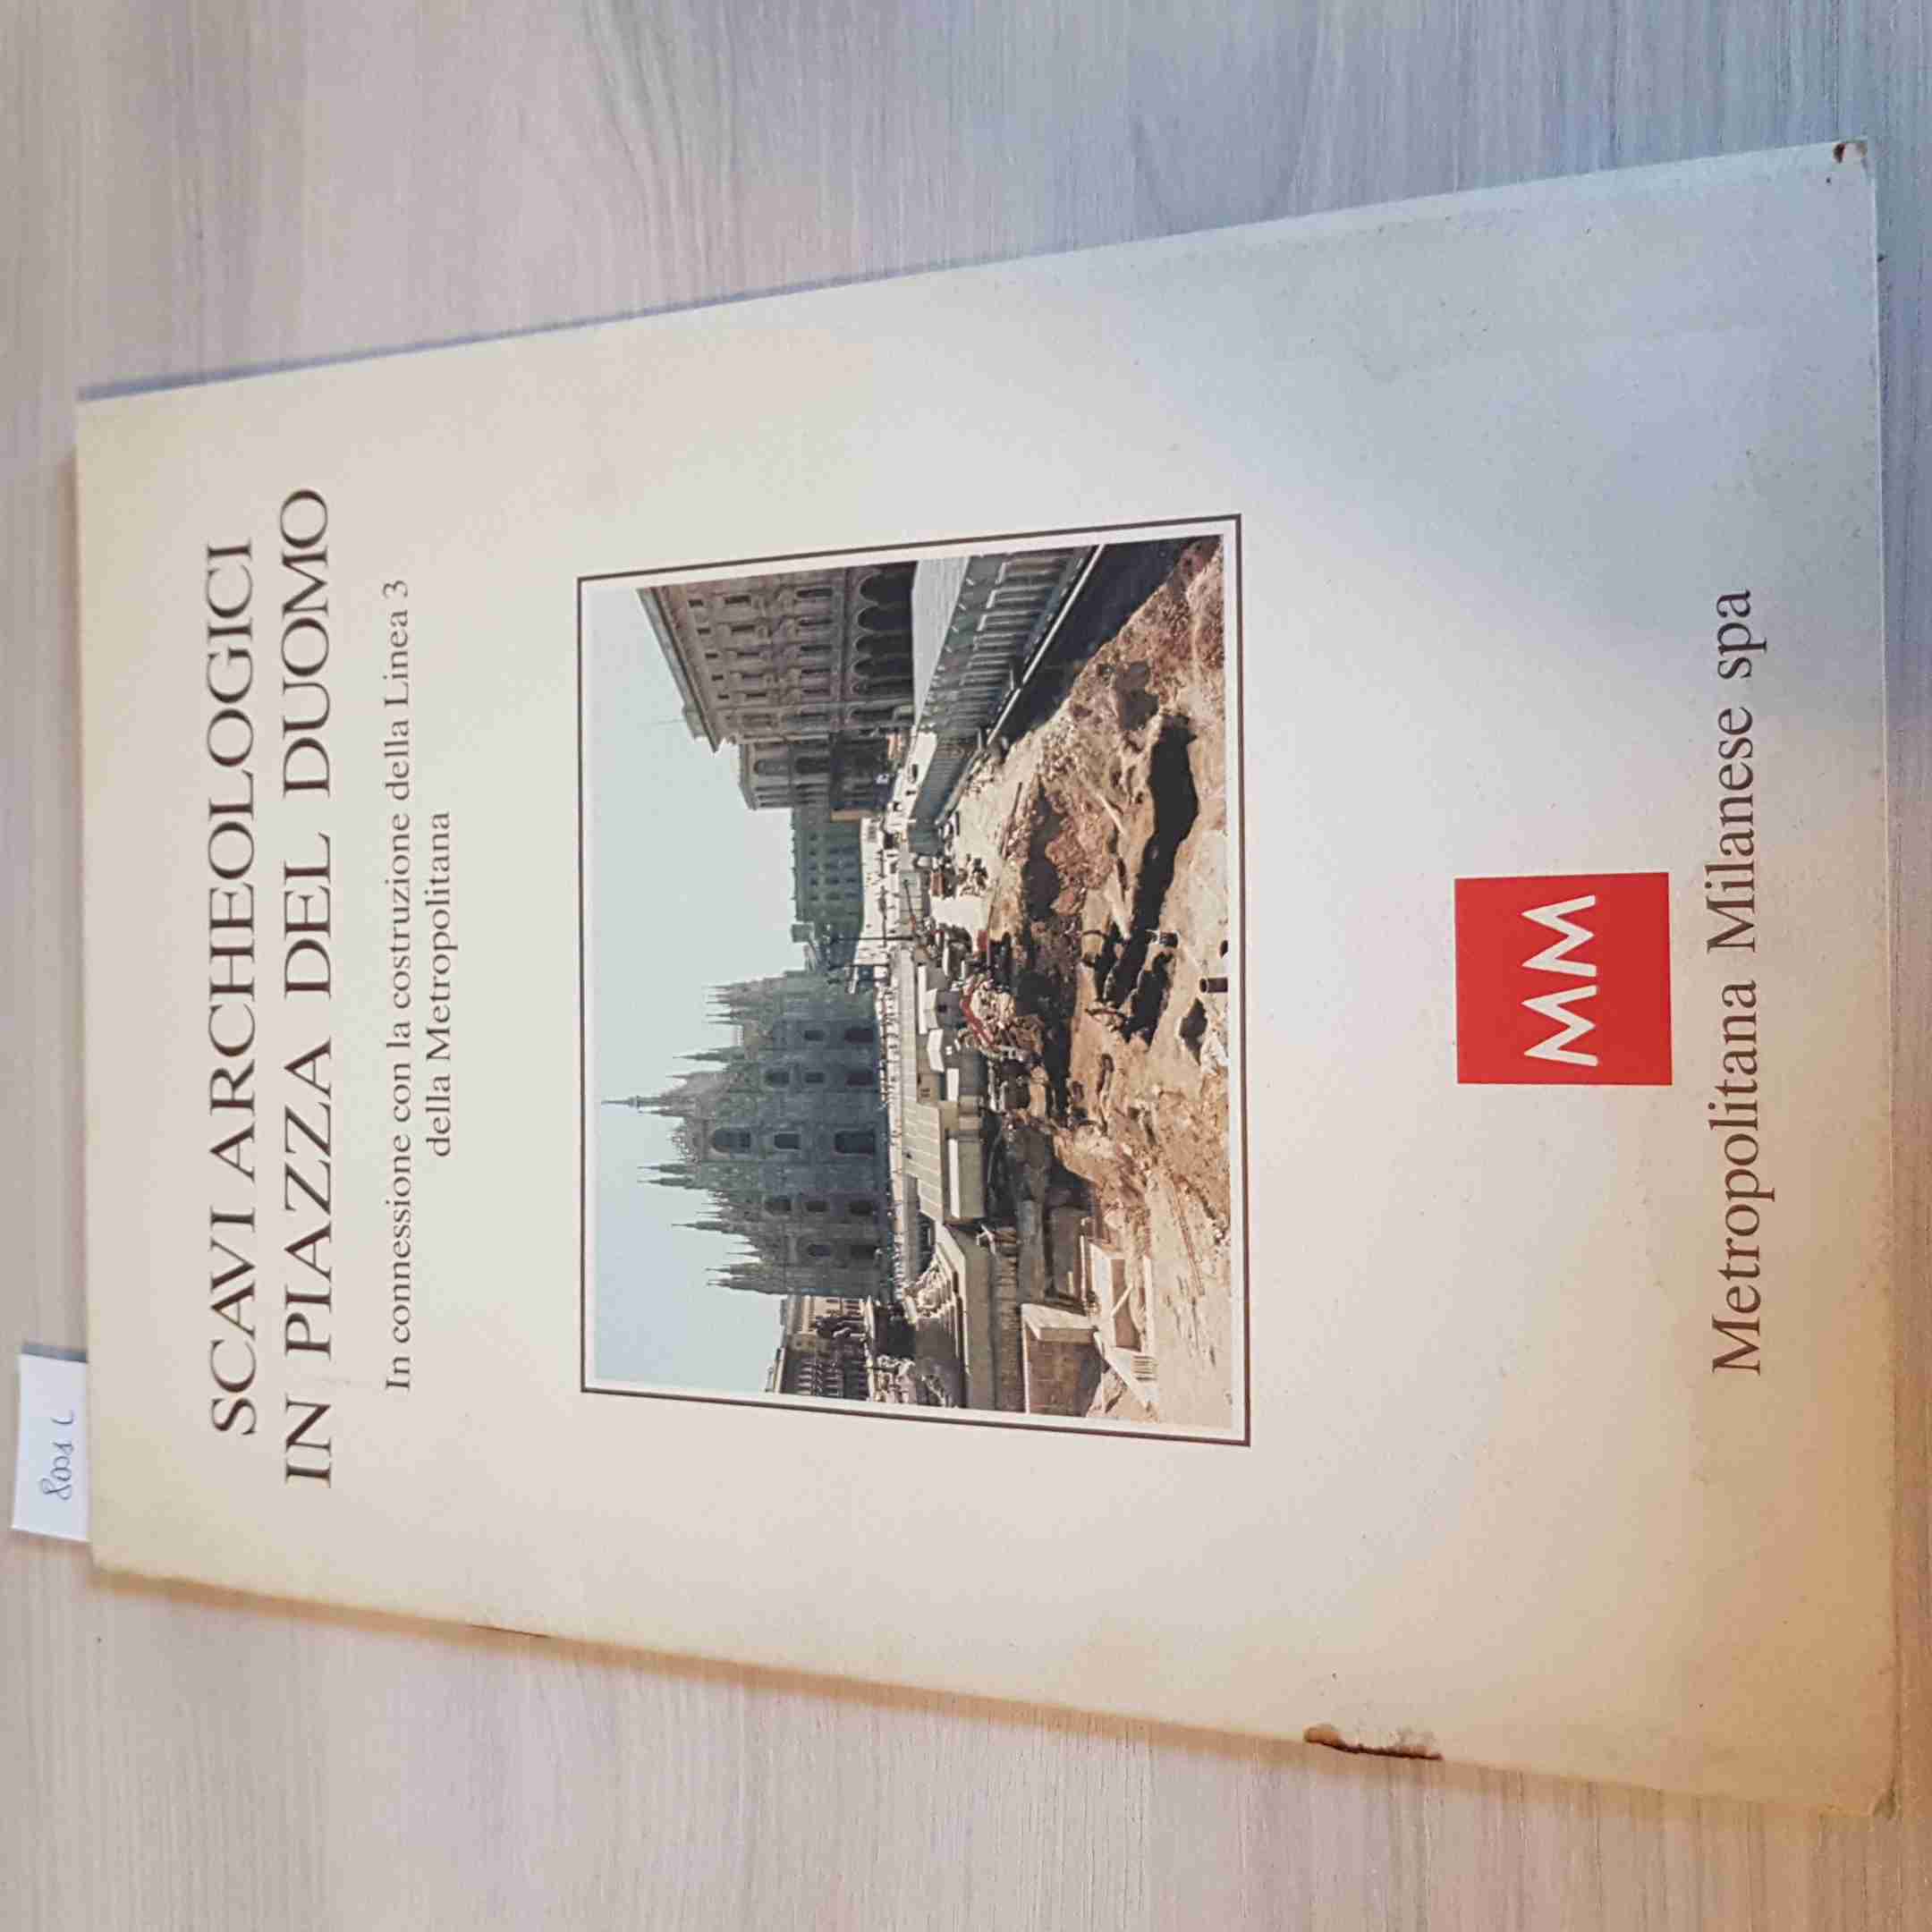 SCAVI ARCHEOLOGICI
IN PIAZZA DEL DUOMO
In connessione con la costruzione della Linea 3
della Metropolitana
MM
Metropolitana Milanese spa